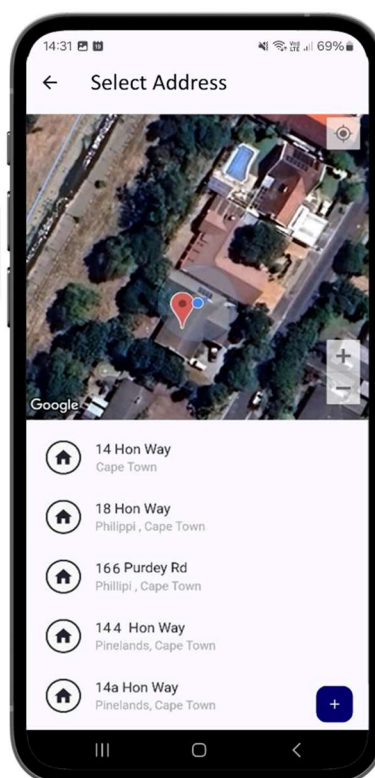 14:31 69%
Select Address
+
−
Google
14 Hon Way
Cape Town
18 Hon Way
Philippi , Cape Town
166 Purdey Rd
Phillipi , Cape Town
144 Hon Way
Pinelands, Cape Town
14a Hon Way
Pinelands, Cape Town
+